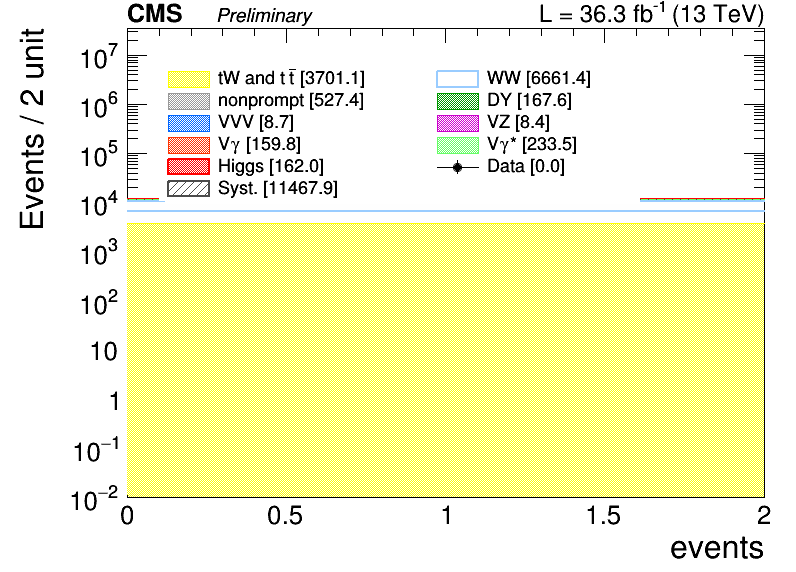 CMS Preliminary L = 36.3 fb⁻¹ (13 TeV)
Events / 2 unit
10⁷
10⁶
10⁵
10⁴
10³
10²
10
1
10⁻¹
10⁻²
tW and tt̄ [3701.1]
nonprompt [527.4]
VVV [8.7]
Vγ [159.8]
Higgs [162.0]
Syst. [11467.9]
WW [6661.4]
DY [167.6]
VZ [8.4]
Vγ* [233.5]
Data [0.0]
0 0.5 1 1.5 2
events